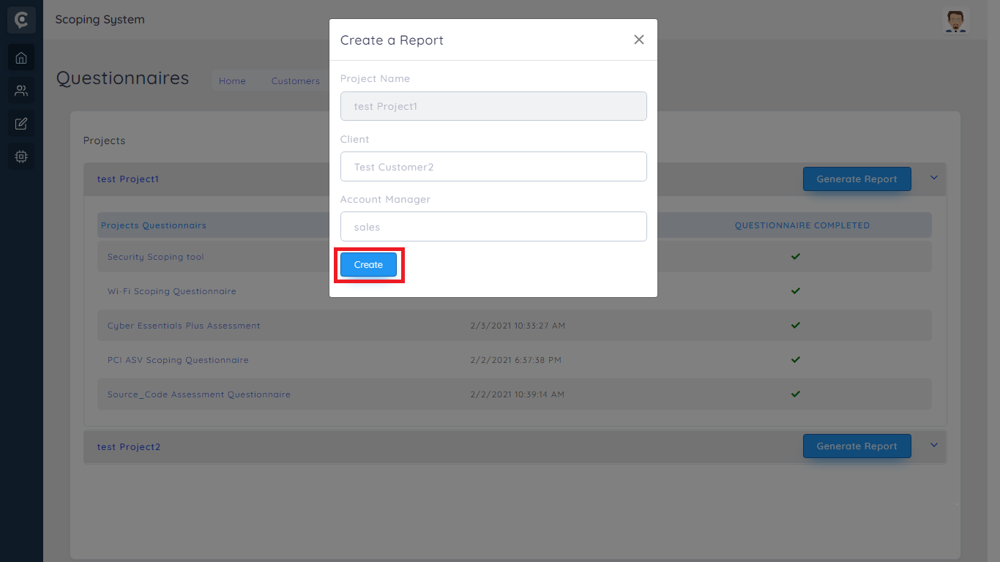 Scoping System
Create a Report
Questionnaires
Home
Customers
Project Name
test Project1
Client
Test Customer2
Account Manager
sales
Create
Projects
test Project1
Generate Report
Projects Questionnairs
QUESTIONNAIRE COMPLETED
Security Scoping tool
Wi-Fi Scoping Questionnaire
Cyber Essentials Plus Assessment 2/3/2021 10:33:27 AM
PCI ASV Scoping Questionnaire 2/2/2021 6:37:38 PM
Source_Code Assessment Questionnaire 2/2/2021 10:39:14 AM
test Project2
Generate Report